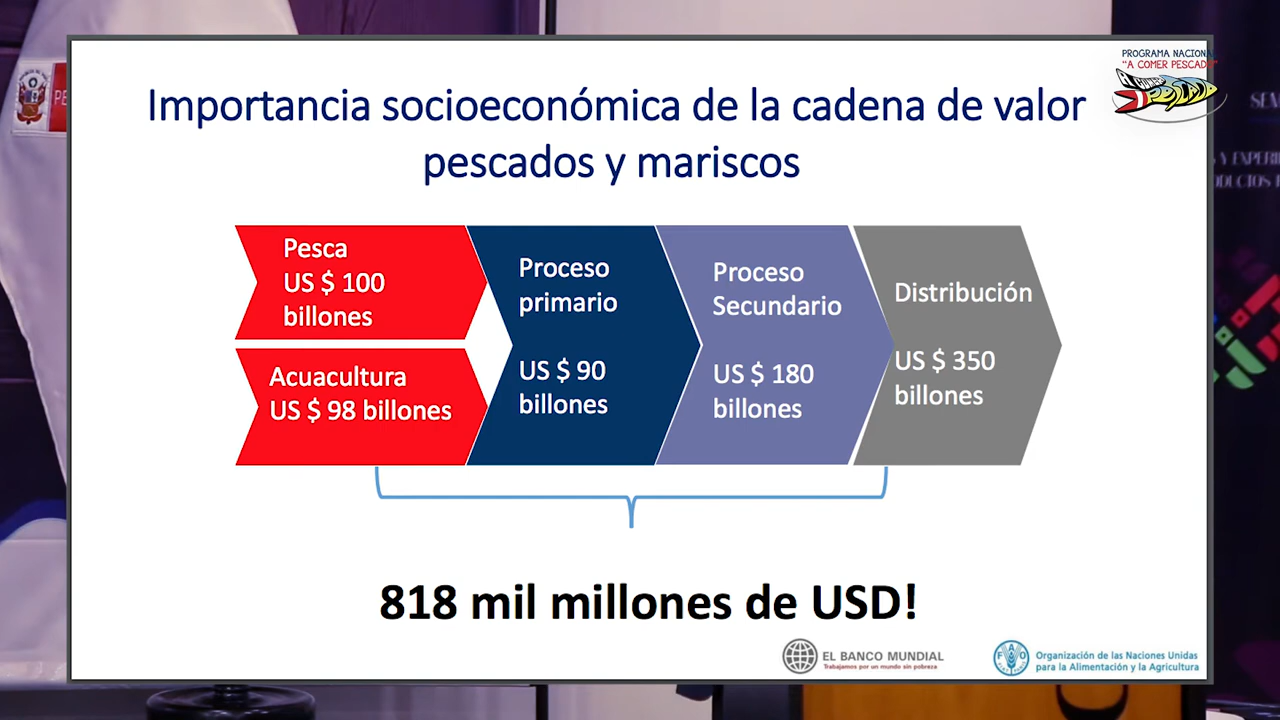 PROGRAMA NACIONAL
"A COMER PESCADO"
Importancia socioeconómica de la cadena de valor
pescados y mariscos
Pesca
US $ 100
billones
Acuacultura
US $ 98 billones
Proceso
primario
US $ 90
billones
Proceso
Secundario
US $ 180
billones
Distribución
US $ 350
billones
818 mil millones de USD!
EL BANCO MUNDIAL
Trabajamos por un mundo sin pobreza
FAO
Organización de las Naciones Unidas
para la Alimentación y la Agricultura